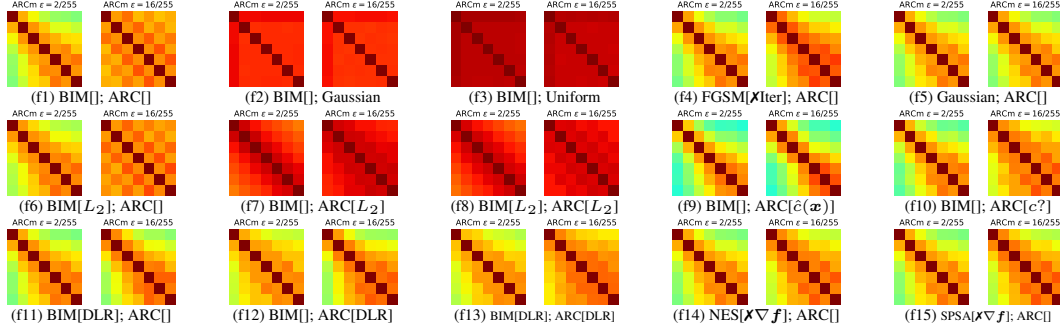 ARCm ε = 2/255 ARCm ε = 16/255 ARCm ε = 2/255 ARCm ε = 16/255 ARCm ε = 2/255 ARCm ε = 16/255 ARCm ε = 2/255 ARCm ε = 16/255 ARCm ε = 2/255 ARCm ε = 16/255
(f1) BIM[]; ARC[] (f2) BIM[]; Gaussian (f3) BIM[]; Uniform (f4) FGSM[✗Iter]; ARC[] (f5) Gaussian; ARC[]
ARCm ε = 2/255 ARCm ε = 16/255 ARCm ε = 2/255 ARCm ε = 16/255 ARCm ε = 2/255 ARCm ε = 16/255 ARCm ε = 2/255 ARCm ε = 16/255 ARCm ε = 2/255 ARCm ε = 16/255
(f6) BIM[L₂]; ARC[] (f7) BIM[]; ARC[L₂] (f8) BIM[L₂]; ARC[L₂] (f9) BIM[]; ARC[ĉ(x)] (f10) BIM[]; ARC[c?]
ARCm ε = 2/255 ARCm ε = 16/255 ARCm ε = 2/255 ARCm ε = 16/255 ARCm ε = 2/255 ARCm ε = 16/255 ARCm ε = 2/255 ARCm ε = 16/255 ARCm ε = 2/255 ARCm ε = 16/255
(f11) BIM[DLR]; ARC[] (f12) BIM[]; ARC[DLR] (f13) BIM[DLR]; ARC[DLR] (f14) NES[✗∇f]; ARC[] (f15) SPSA[✗∇f]; ARC[]